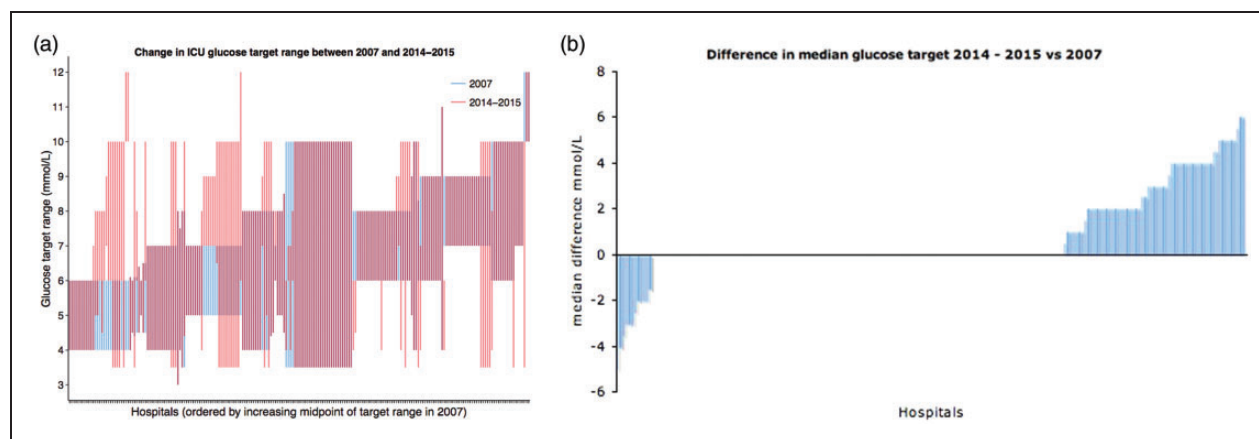 (a)
Change in ICU glucose target range between 2007 and 2014–2015
12
11
10
9
8
7
6
5
4
3
Glucose target range (mmol/L)
2007
2014–2015
Hospitals (ordered by increasing midpoint of target range in 2007)
(b)
Difference in median glucose target 2014 - 2015 vs 2007
8
6
4
2
0
-2
-4
-6
median difference mmol/L
Hospitals